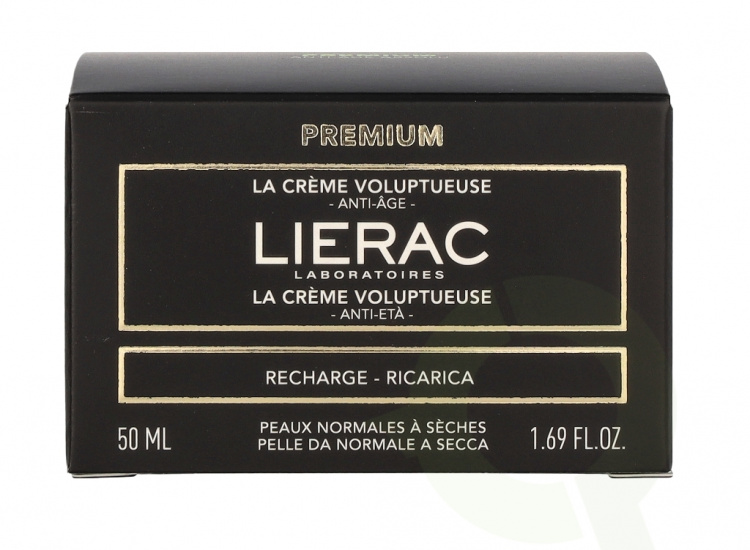 PREMIUM
LA CRÈME VOLUPTUEUSE
- ANTI-ÂGE -
LIERAC
LABORATOIRES
LA CRÈME VOLUPTUEUSE
- ANTI-ETÀ -
RECHARGE - RICARICA
50 ML
PEAUX NORMALES À SÈCHES
PELLE DA NORMALE A SECCA
1.69 FL.OZ.